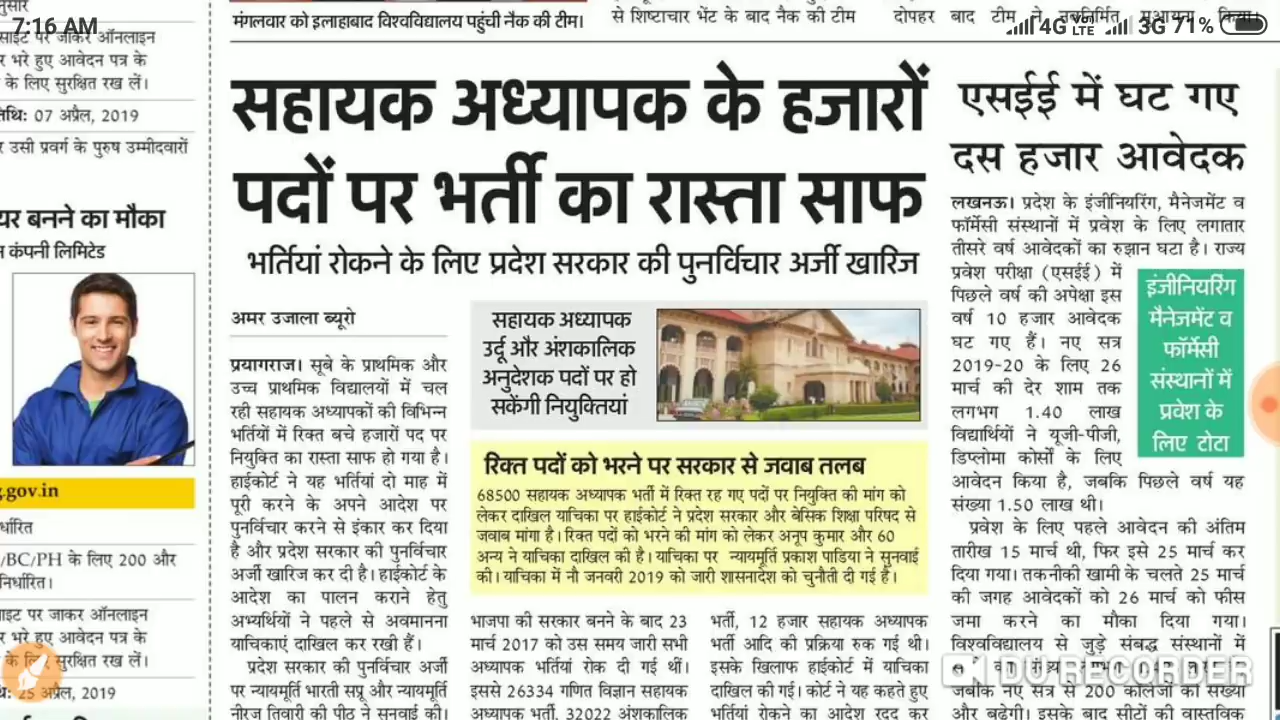 7:16 AM
4G VoD LTE 3G 71%
साइट पर जाकर ऑनलाइन
र भरे हुए आवेदन पत्र के
के लिए सुरक्षित रख लें।
तिथि: 07 अप्रैल, 2019
र उसी प्रवर्ग के पुरुष उम्मीदवारों
यर बनने का मौका
कंपनी लिमिटेड
g.gov.in
र्धारित
/BC/PH के लिए 200 और
निर्धारित।
ाइट पर जाकर ऑनलाइन
र भरे हुए आवेदन पत्र के
सुरक्षित रख लें।
थि: 25 अप्रैल, 2019
मंगलवार को इलाहाबाद विश्वविद्यालय पहुंची नैक की टीम।
से शिष्टाचार भेंट के बाद नैक की टीम
दोपहर बाद टीम ने नवनिर्मित
सहायक अध्यापक के हजारों
पदों पर भर्ती का रास्ता साफ
भर्तियां रोकने के लिए प्रदेश सरकार की पुनर्विचार अर्जी खारिज
अमर उजाला ब्यूरो
प्रयागराज। सूबे के प्राथमिक और
उच्च प्राथमिक विद्यालयों में चल
रही सहायक अध्यापकों की विभिन्न
भर्तियों में रिक्त बचे हजारों पद पर
नियुक्ति का रास्ता साफ हो गया है।
हाईकोर्ट ने यह भर्तियां दो माह में
पूरी करने के अपने आदेश पर
पुनर्विचार करने से इंकार कर दिया
है और प्रदेश सरकार की पुनर्विचार
अर्जी खारिज कर दी है। हाईकोर्ट के
आदेश का पालन कराने हेतु
अभ्यर्थियों ने पहले से अवमानना
याचिकाएं दाखिल कर रखी हैं।
प्रदेश सरकार की पुनर्विचार अर्जी
पर न्यायमूर्ति भारती सप्रू और न्यायमूर्ति
नीरज तिवारी की पीठ ने सुनवाई की।
सहायक अध्यापक
उर्दू और अंशकालिक
अनुदेशक पदों पर हो
सकेंगी नियुक्तियां
रिक्त पदों को भरने पर सरकार से जवाब तलब
68500 सहायक अध्यापक भर्ती में रिक्त रह गए पदों पर नियुक्ति की मांग को
लेकर दाखिल याचिका पर हाईकोर्ट ने प्रदेश सरकार और बेसिक शिक्षा परिषद से
जवाब मांगा है। रिक्त पदों को भरने की मांग को लेकर अनूप कुमार और 60
अन्य ने याचिका दाखिल की है। याचिका पर न्यायमूर्ति प्रकाश पाडिया ने सुनवाई
की। याचिका में नौ जनवरी 2019 को जारी शासनादेश को चुनौती दी गई है।
भाजपा की सरकार बनने के बाद 23
मार्च 2017 को उस समय जारी सभी
अध्यापक भर्तियां रोक दी गई थीं।
इससे 26334 गणित विज्ञान सहायक
अध्यापक भर्ती, 32022 अंशकालिक
भर्ती, 12 हजार सहायक अध्यापक
भर्ती आदि की प्रक्रिया रुक गई थी।
इसके खिलाफ हाईकोर्ट में याचिका
दाखिल की गई। कोर्ट ने यह कहते हुए
भर्तियां रोकने का आदेश रदद कर
एसईई में घट गए
दस हजार आवेदक
लखनऊ। प्रदेश के इंजीनियरिंग, मैनेजमेंट व
फॉर्मेसी संस्थानों में प्रवेश के लिए लगातार
तीसरे वर्ष आवेदकों का रुझान घटा है। राज्य
प्रवेश परीक्षा (एसईई) में
पिछले वर्ष की अपेक्षा इस
वर्ष 10 हजार आवेदक
घट गए हैं। नए सत्र
2019-20 के लिए 26
मार्च की देर शाम तक
लगभग 1.40 लाख
विद्यार्थियों ने यूजी-पीजी,
डिप्लोमा कोर्सों के लिए
आवेदन किया है, जबकि पिछले वर्ष यह
संख्या 1.50 लाख थी।
इंजीनियरिंग
मैनेजमेंट व
फॉर्मेसी
संस्थानों में
प्रवेश के
लिए टोटा
प्रवेश के लिए पहले आवेदन की अंतिम
तारीख 15 मार्च थी, फिर इसे 25 मार्च कर
दिया गया। तकनीकी खामी के चलते 25 मार्च
की जगह आवेदकों को 26 मार्च को फीस
जमा करने का मौका दिया गया।
विश्वविद्यालय से जुड़े संबद्ध संस्थानों में
DU RECORDER
जबकि नए सत्र से 200 कॉलेजों की संख्या
और बढ़ेगी। इसके बाद सीटों की वास्तविक